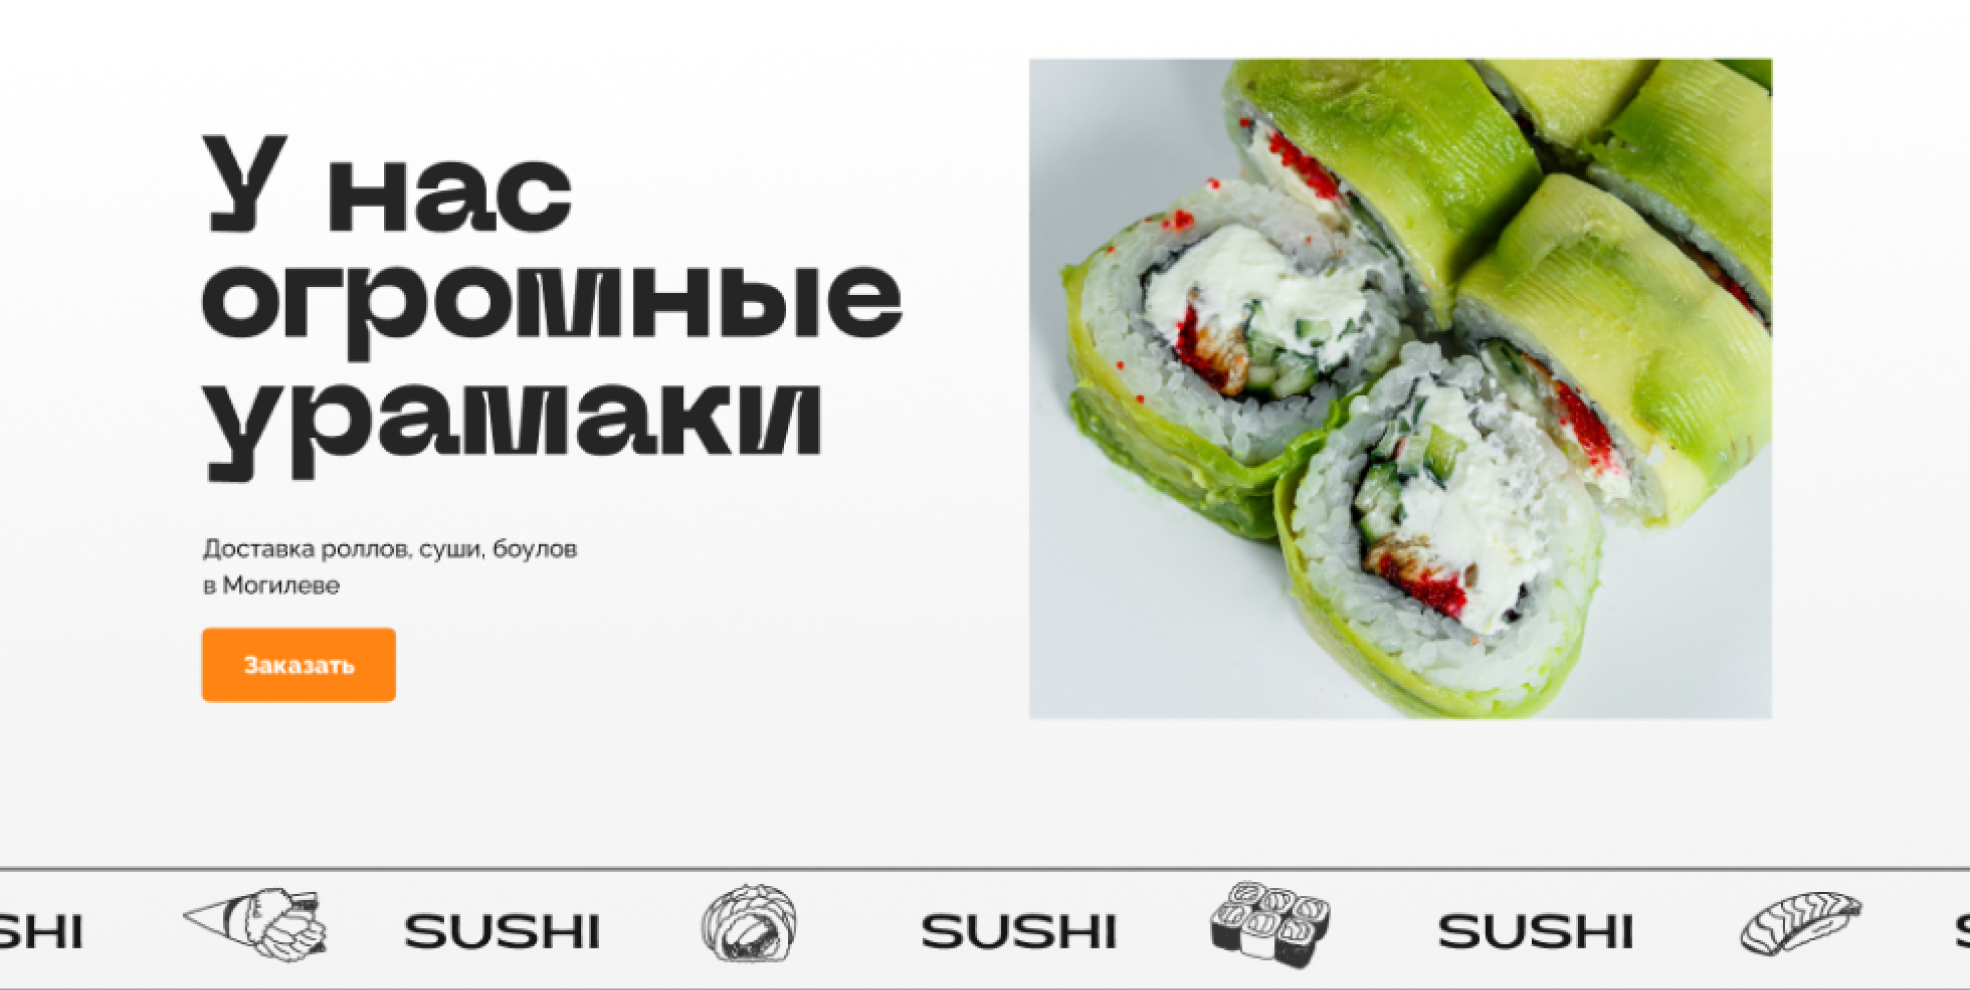 У нас
огромные
урамаки
Доставка роллов, суши, боулов
в Могилеве
Заказать
SHI SUSHI SUSHI SUSHI S